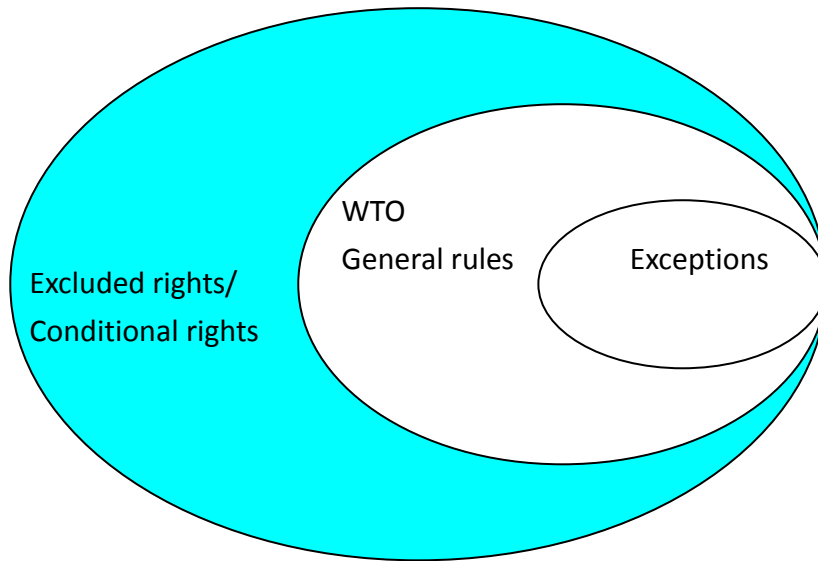 WTO
General rules
Exceptions
Excluded rights/
Conditional rights